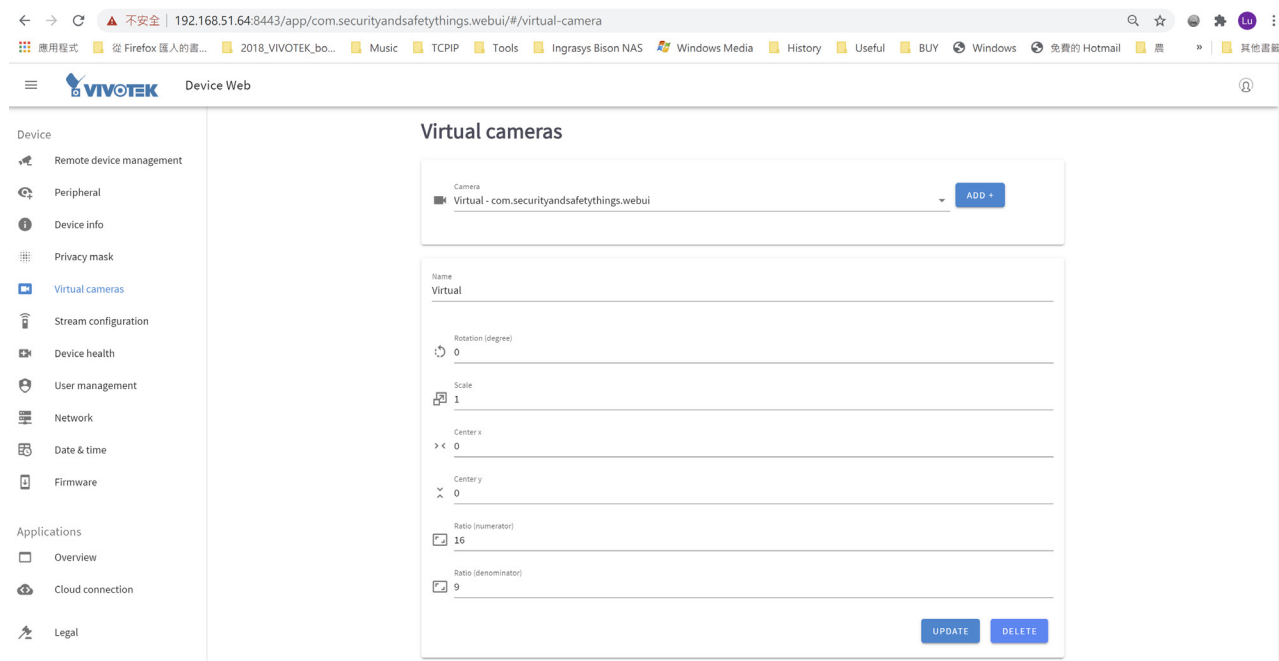 不安全 192.168.51.64:8443/app/com.securityandsafetythings.webui/#/virtual-camera Lu
應用程式 從 Firefox 匯入的書... 2018_VIVOTEK_bo... Music TCPIP Tools Ingrasys Bison NAS Windows Media History Useful BUY Windows 免費的 Hotmail 農 » 其他書籤
VIVOTEK Device Web
Device
Remote device management
Peripheral
Device info
Privacy mask
Virtual cameras
Stream configuration
Device health
User management
Network
Date & time
Firmware
Applications
Overview
Cloud connection
Legal
Virtual cameras
Camera
Virtual - com.securityandsafetythings.webui
ADD +
Name
Virtual
Rotation (degree)
0
Scale
1
Center x
0
Center y
0
Ratio (numerator)
16
Ratio (denominator)
9
UPDATE DELETE